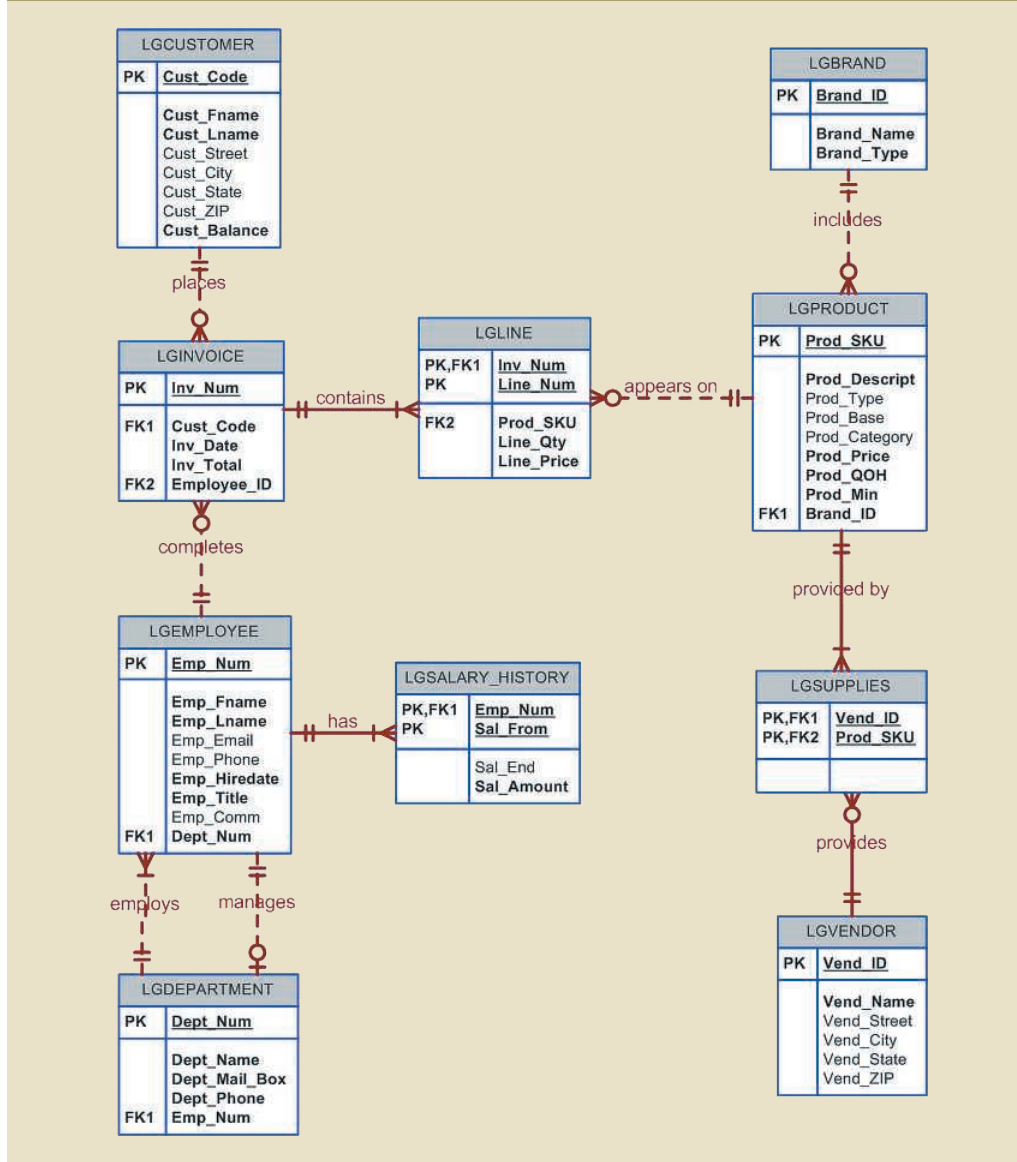 LGCUSTOMER
PK Cust_Code
Cust_Fname
Cust_Lname
Cust_Street
Cust_City
Cust_State
Cust_ZIP
Cust_Balance
places
LGINVOICE
PK Inv_Num
FK1 Cust_Code
Inv_Date
Inv_Total
FK2 Employee_ID
contains
LGLINE
PK,FK1 Inv_Num
PK Line_Num
FK2 Prod_SKU
Line_Qty
Line_Price
appears on
LGBRAND
PK Brand_ID
Brand_Name
Brand_Type
includes
LGPRODUCT
PK Prod_SKU
Prod_Descript
Prod_Type
Prod_Base
Prod_Category
Prod_Price
Prod_QOH
Prod_Min
FK1 Brand_ID
completes
LGEMPLOYEE
PK Emp_Num
Emp_Fname
Emp_Lname
Emp_Email
Emp_Phone
Emp_Hiredate
Emp_Title
Emp_Comm
FK1 Dept_Num
has
LGSALARY_HISTORY
PK,FK1 Emp_Num
PK Sal_From
Sal_End
Sal_Amount
provided by
LGSUPPLIES
PK,FK1 Vend_ID
PK,FK2 Prod_SKU
provides
employs
manages
LGDEPARTMENT
PK Dept_Num
Dept_Name
Dept_Mail_Box
Dept_Phone
FK1 Emp_Num
LGVENDOR
PK Vend_ID
Vend_Name
Vend_Street
Vend_City
Vend_State
Vend_ZIP